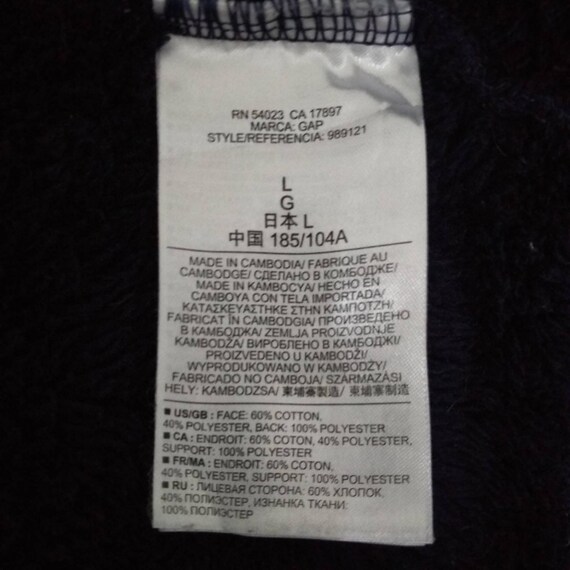 RN 54023 CA 17897
MARCA: GAP
STYLE/REFERENCIA: 989121
L
G
日本 L
中国 185/104A
MADE IN CAMBODIA/ FABRIQUE AU
CAMBODGE/ СДЕЛАНО В КОМБОДЖЕ/
MADE IN KAMBOCYA/ HECHO EN
CAMBOYA CON TELA IMPORTADA/
ΚΑΤΑΣΚΕΥΑΣΤΗΚΕ ΣΤΗΝ ΚΑΜΠΟΤΖΗ/
FABRICAT ÎN CAMBODGIA/ ПРОИЗВЕДЕНО
В КАМБОДЖА/ ZEMLJA PROIZVODNJE
KAMBODŽA/ ВИРОБЛЕНО В КАМБОДЖІ/
PROIZVEDENO U KAMBODŽI/
WYPRODUKOWANO W KAMBODŻY/
FABRICADO NO CAMBOJA/ SZÁRMAZÁSI
HELY: KAMBODZSA/ 柬埔寨製造/ 柬埔寨制造
■ US/GB : FACE: 60% COTTON,
40% POLYESTER, BACK: 100% POLYESTER
■ CA : ENDROIT: 60% COTON, 40% POLYESTER,
SUPPORT: 100% POLYESTER
■ FR/MA : ENDROIT: 60% COTON,
40% POLYESTER, SUPPORT: 100% POLYESTER
■ RU : ЛИЦЕВАЯ СТОРОНА: 60% ХЛОПОК,
40% ПОЛИЭСТЕР, ИЗНАНКА ТКАНИ:
100% ПОЛИЭСТЕР